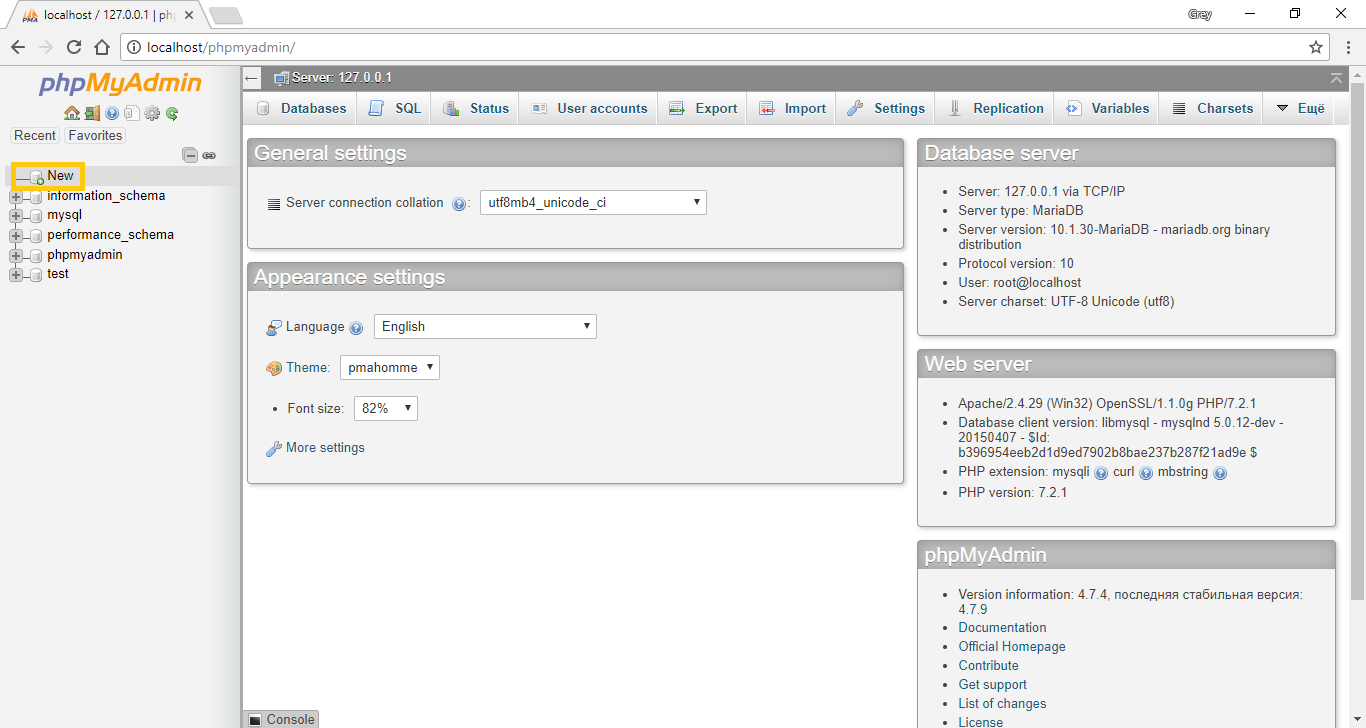 localhost / 127.0.0.1 | ph
Grey
localhost/phpmyadmin/
phpMyAdmin
Recent Favorites
New
information_schema
mysql
performance_schema
phpmyadmin
test
Server: 127.0.0.1
Databases SQL Status User accounts Export Import Settings Replication Variables Charsets Ещё
General settings
Server connection collation : utf8mb4_unicode_ci
Appearance settings
Language English
Theme: pmahomme
Font size: 82%
More settings
Database server
Server: 127.0.0.1 via TCP/IP
Server type: MariaDB
Server version: 10.1.30-MariaDB - mariadb.org binary
distribution
Protocol version: 10
User: root@localhost
Server charset: UTF-8 Unicode (utf8)
Web server
Apache/2.4.29 (Win32) OpenSSL/1.1.0g PHP/7.2.1
Database client version: libmysql - mysqlnd 5.0.12-dev -
20150407 - $Id:
b396954eeb2d1d9ed7902b8bae237b287f21ad9e $
PHP extension: mysqli curl mbstring
PHP version: 7.2.1
phpMyAdmin
Version information: 4.7.4, последняя стабильная версия:
4.7.9
Documentation
Official Homepage
Contribute
Get support
List of changes
License
Console